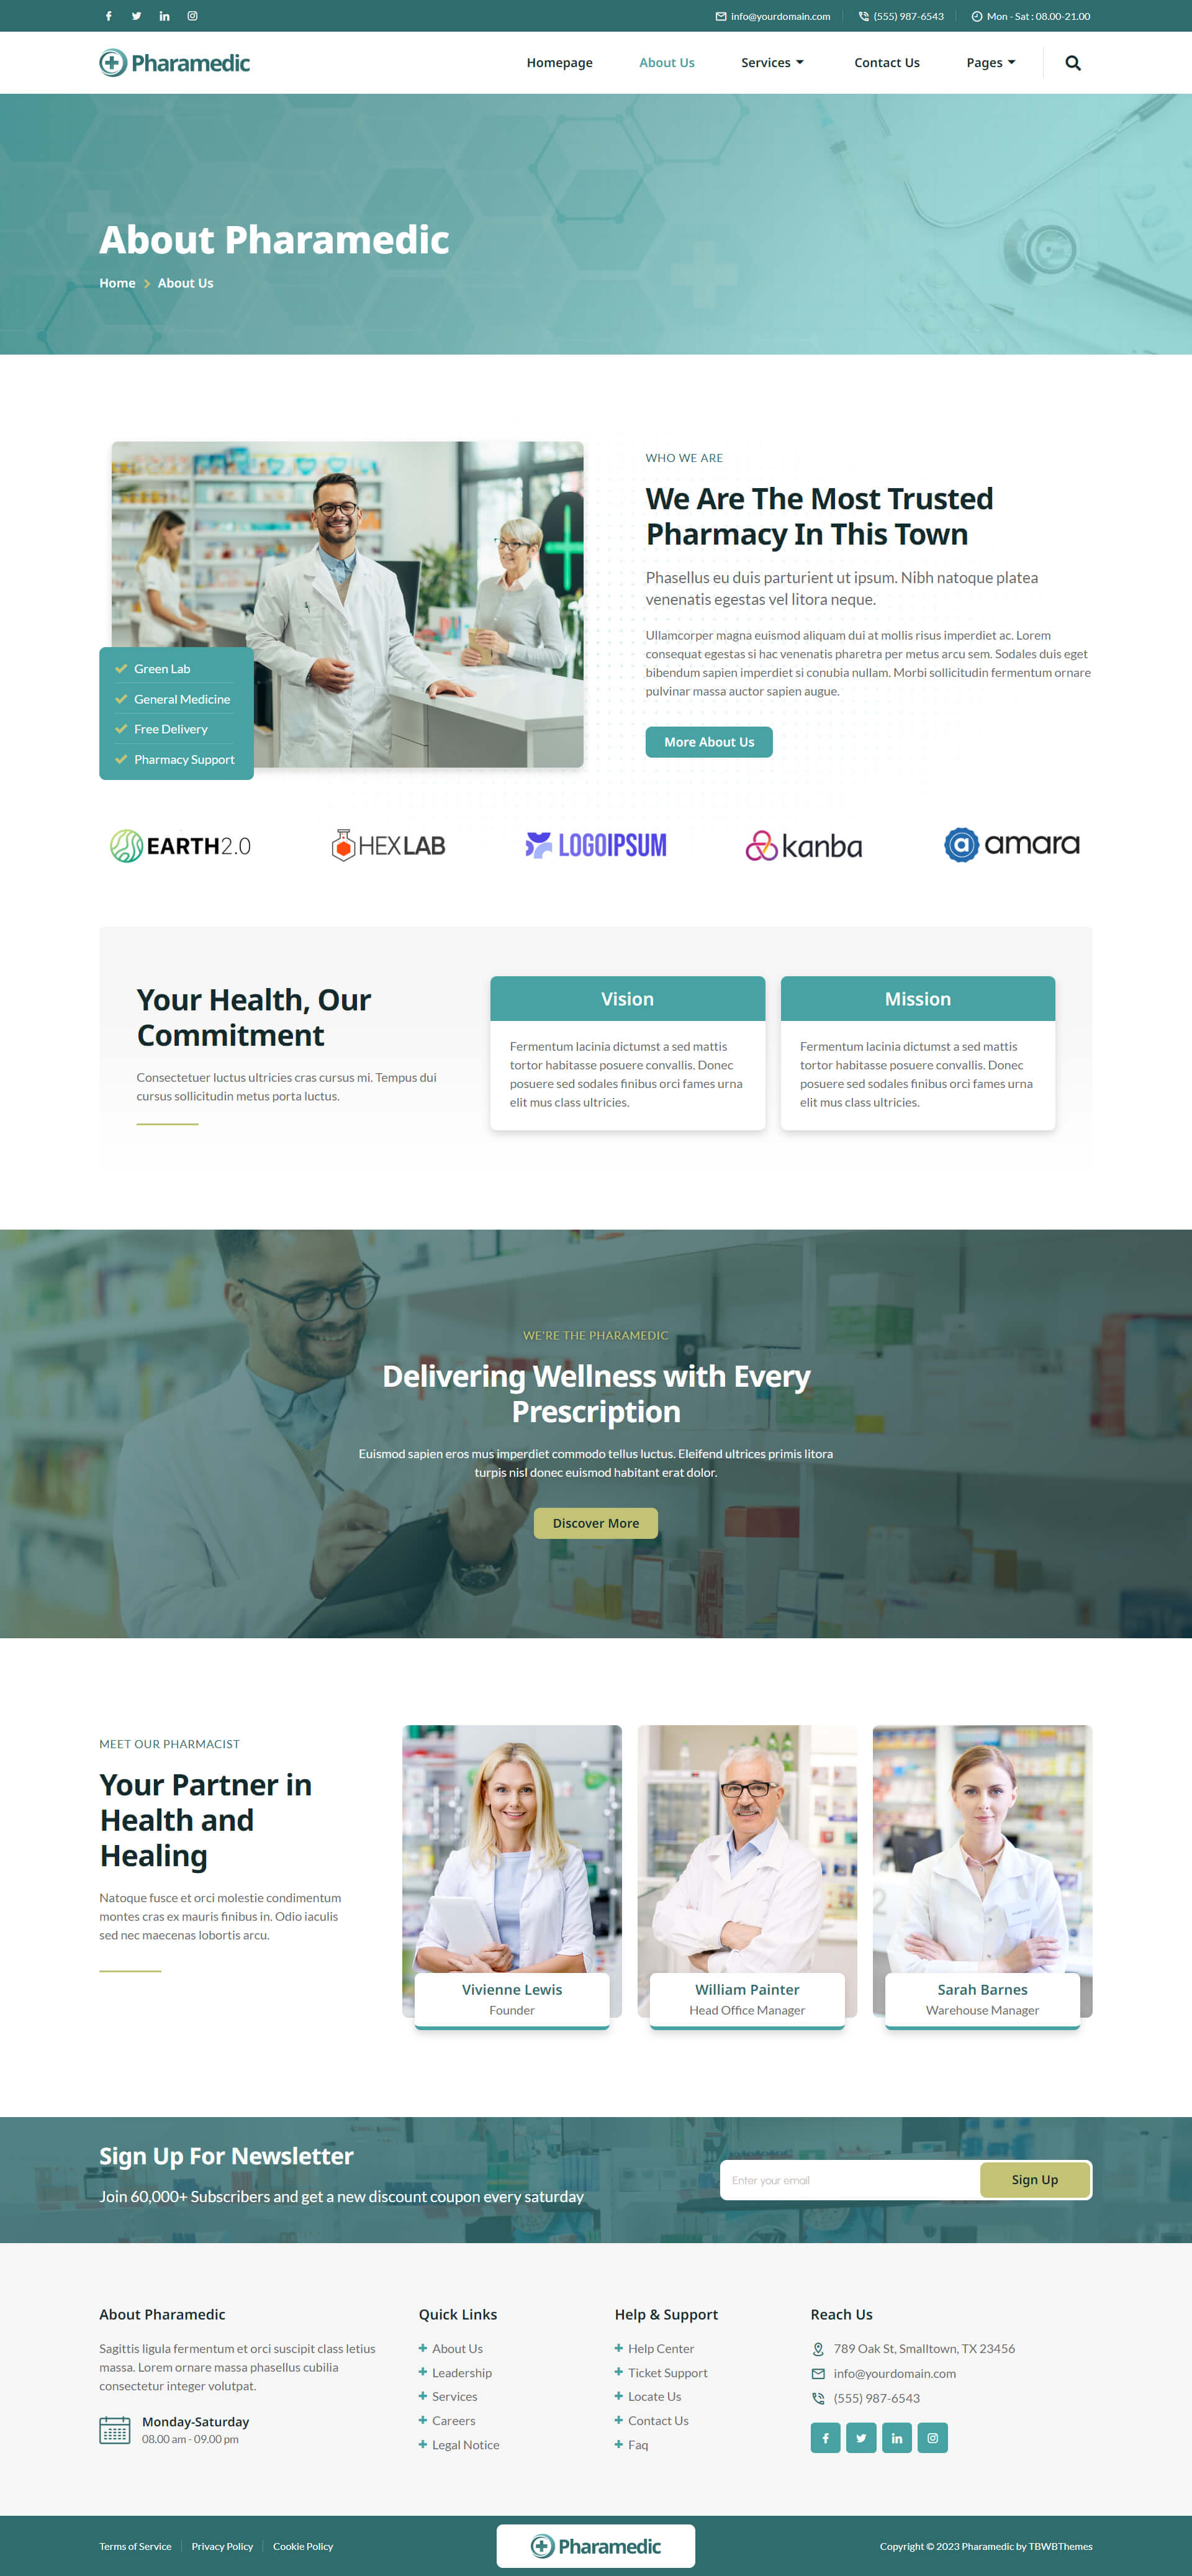 info@yourdomain.com
(555) 987-6543
Mon - Sat : 08.00-21.00
Pharamedic
Homepage
About Us
Services
Contact Us
Pages
About Pharamedic
Home
About Us
WHO WE ARE
We Are The Most Trusted
Pharmacy In This Town
Phasellus eu duis parturient ut ipsum. Nibh natoque platea
venenatis egestas vel litora neque.
Ullamcorper magna euismod aliquam dui at mollis risus imperdiet ac. Lorem
consequat egestas si hac venenatis pharetra per metus arcu sem. Sodales duis eget
bibendum sapien imperdiet si conubia nullam. Morbi sollicitudin fermentum ornare
pulvinar massa auctor sapien augue.
More About Us
Green Lab
General Medicine
Free Delivery
Pharmacy Support
EARTH2.0
HEXLAB
LOGOIPSUM
kanba
a
amara
Your Health, Our
Commitment
Consectetuer luctus ultricies cras cursus mi. Tempus dui
cursus sollicitudin metus porta luctus.
Vision
Fermentum lacinia dictumst a sed mattis
tortor habitasse posuere convallis. Donec
posuere sed sodales finibus orci fames urna
elit mus class ultricies.
Mission
Fermentum lacinia dictumst a sed mattis
tortor habitasse posuere convallis. Donec
posuere sed sodales finibus orci fames urna
elit mus class ultricies.
WE'RE THE PHARAMEDIC
Delivering Wellness with Every
Prescription
Euismod sapien eros mus imperdiet commodo tellus luctus. Eleifend ultrices primis litora
turpis nisl donec euismod habitant erat dolor.
Discover More
MEET OUR PHARMACIST
Your Partner in
Health and
Healing
Natoque fusce et orci molestie condimentum
montes cras ex mauris finibus in. Odio iaculis
sed nec maecenas lobortis arcu.
Vivienne Lewis
Founder
William Painter
Head Office Manager
Sarah Barnes
Warehouse Manager
Sign Up For Newsletter
Join 60,000+ Subscribers and get a new discount coupon every saturday
Enter your email
Sign Up
About Pharamedic
Sagittis ligula fermentum et orci suscipit class letius
massa. Lorem ornare massa phasellus cubilia
consectetur integer volutpat.
Monday-Saturday
08.00 am - 09.00 pm
Quick Links
About Us
Leadership
Services
Careers
Legal Notice
Help & Support
Help Center
Ticket Support
Locate Us
Contact Us
Faq
Reach Us
789 Oak St, Smalltown, TX 23456
info@yourdomain.com
(555) 987-6543
Terms of Service
Privacy Policy
Cookie Policy
Pharamedic
Copyright © 2023 Pharamedic by TBWBThemes